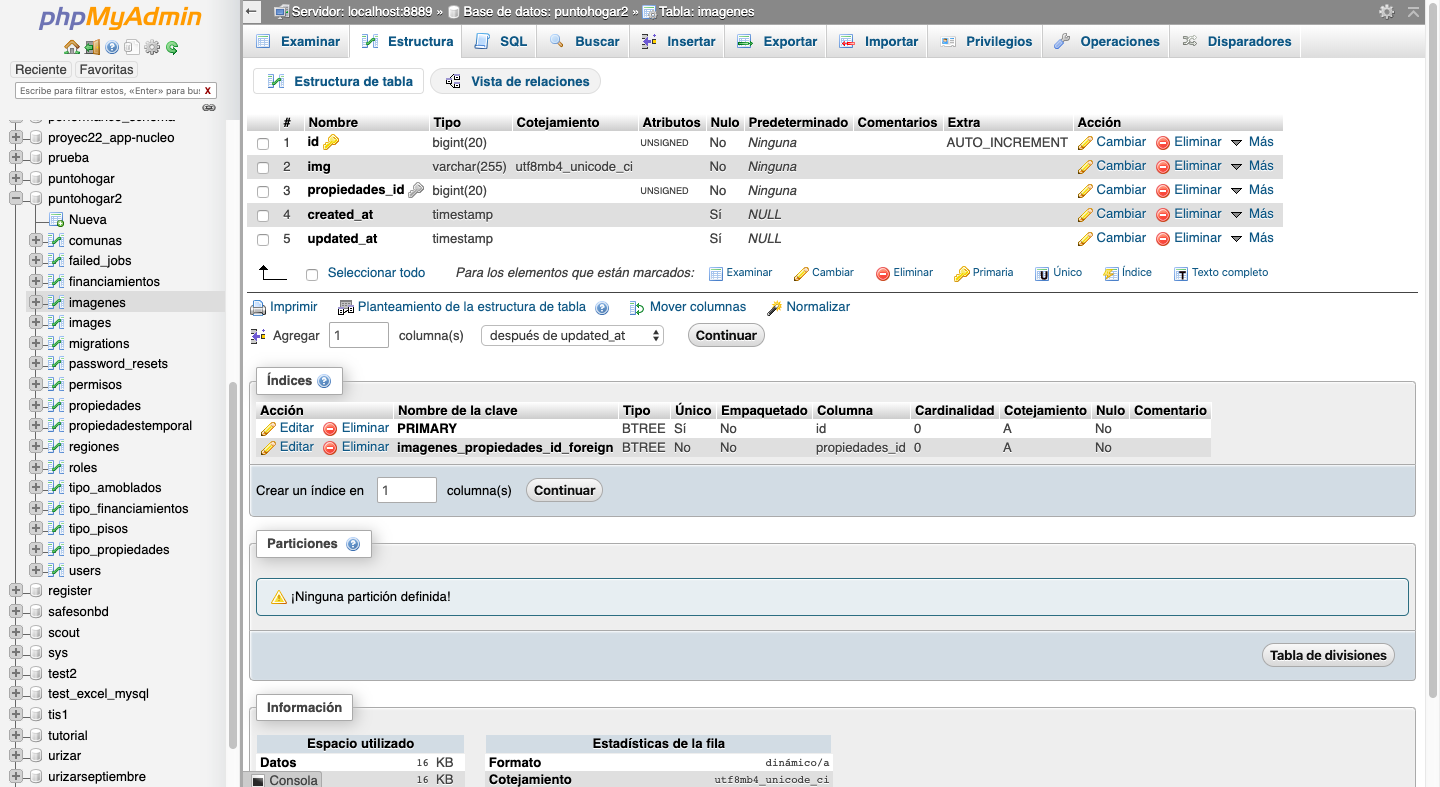 phpMyAdmin
Reciente Favoritas
Escribe para filtrar estos, «Enter» para bus X
proyec22_app-nucleo
prueba
puntohogar
puntohogar2
Nueva
comunas
failed_jobs
financiamientos
imagenes
images
migrations
password_resets
permisos
propiedades
propiedadestemporal
regiones
roles
tipo_amoblados
tipo_financiamientos
tipo_pisos
tipo_propiedades
users
register
safesonbd
scout
sys
test2
test_excel_mysql
tis1
tutorial
urizar
urizarseptiembre
Servidor: localhost:8889 » Base de datos: puntohogar2 » Tabla: imagenes
Examinar Estructura SQL Buscar Insertar Exportar Importar Privilegios Operaciones Disparadores
Estructura de tabla Vista de relaciones
# Nombre Tipo Cotejamiento Atributos Nulo Predeterminado Comentarios Extra Acción
1 id bigint(20) UNSIGNED No Ninguna AUTO_INCREMENT Cambiar Eliminar Más
2 img varchar(255) utf8mb4_unicode_ci No Ninguna Cambiar Eliminar Más
3 propiedades_id bigint(20) UNSIGNED No Ninguna Cambiar Eliminar Más
4 created_at timestamp Sí NULL Cambiar Eliminar Más
5 updated_at timestamp Sí NULL Cambiar Eliminar Más
Seleccionar todo Para los elementos que están marcados: Examinar Cambiar Eliminar Primaria Único Índice Texto completo
Imprimir Planteamiento de la estructura de tabla Mover columnas Normalizar
Agregar 1 columna(s) después de updated_at Continuar
Índices
Acción Nombre de la clave Tipo Único Empaquetado Columna Cardinalidad Cotejamiento Nulo Comentario
Editar Eliminar PRIMARY BTREE Sí No id 0 A No
Editar Eliminar imagenes_propiedades_id_foreign BTREE No No propiedades_id 0 A No
Crear un índice en 1 columna(s) Continuar
Particiones
¡Ninguna partición definida!
Tabla de divisiones
Información
Espacio utilizado Estadísticas de la fila
Datos 16 KB Formato dinámico/a
Consola 16 KB Cotejamiento utf8mb4_unicode_ci